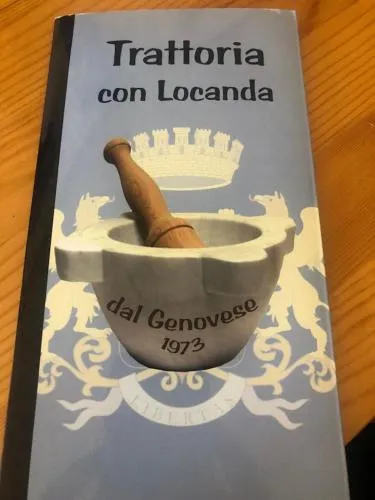 Trattoria
con Locanda
dal Genovese
1973
LIBERTAS